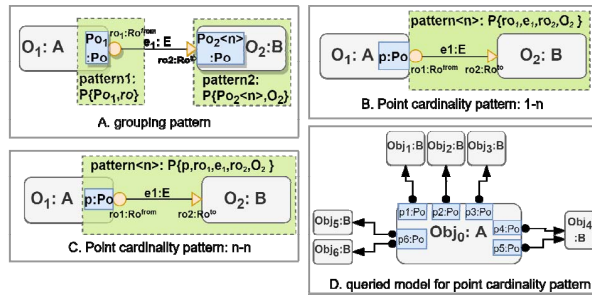 O₁: A
Po₁
:Po
ro₁:Roᶠʳᵒᵐ
e₁: E
ro2:Roᵗᵒ
Po₂<n>
:Po
O₂:B
pattern1:
P{Po₁,ro}
pattern2:
P{Po₂<n>,O₂}
A. grouping pattern
pattern<n>: P{ro₁,e₁,ro₂,O₂ }
O₁: A
p:Po
e1:E
ro1:Roᶠʳᵒᵐ
ro2:Roᵗᵒ
O₂: B
B. Point cardinality pattern: 1-n
pattern<n>: P{p,ro₁,e₁,ro₂,O₂ }
O₁: A
p:Po
e1:E
ro1:Roᶠʳᵒᵐ
ro2:Roᵗᵒ
O₂: B
C. Point cardinality pattern: n-n
Obj₁:B
Obj₂:B
Obj₃:B
p1:Po
p2:Po
p3:Po
Obj₅:B
Obj₆:B
p6:Po
Obj₀: A
p4:Po
p5:Po
Obj₄
:B
D. queried model for point cardinality pattern